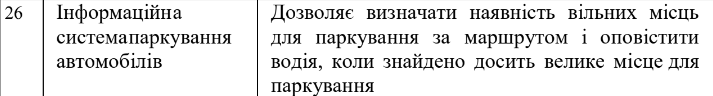 26 Інформаційна Дозволяє визначати наявність вільних місць
системапаркування для паркування за маршрутом і оповістити
автомобілів водія, коли знайдено досить велике місце для
паркування